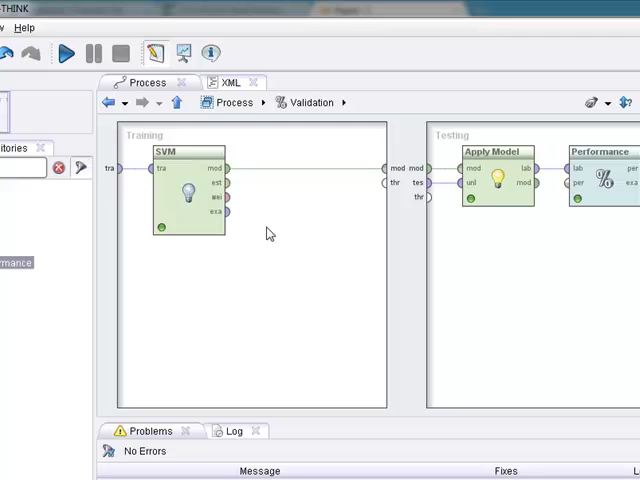 -THINK
w Help
Process XML
Process Validation
itories
Training
Testing
SVM
Apply Model
Performance
tra tra mod mod mod mod lab lab per
est thr tes unl mod per exa
wei thr
exa
rmance
Problems Log
No Errors
Message Fixes L